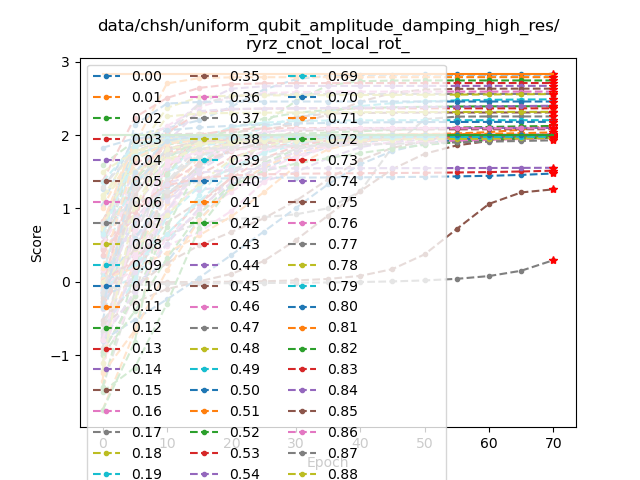 data/chsh/uniform_qubit_amplitude_damping_high_res/
ryrz_cnot_local_rot_
3
2
1
0
−1
Score
0.00 0.35 0.69
0.01 0.36 0.70
0.02 0.37 0.71
0.03 0.38 0.72
0.04 0.39 0.73
0.05 0.40 0.74
0.06 0.41 0.75
0.07 0.42 0.76
0.08 0.43 0.77
0.09 0.44 0.78
0.10 0.45 0.79
0.11 0.46 0.80
0.12 0.47 0.81
0.13 0.48 0.82
0.14 0.49 0.83
0.15 0.50 0.84
0.16 0.51 0.85
0.17 0.52 0.86
0.18 0.53 0.87
0.19 0.54 0.88
0 10 20 30 40 50 60 70
Epoch